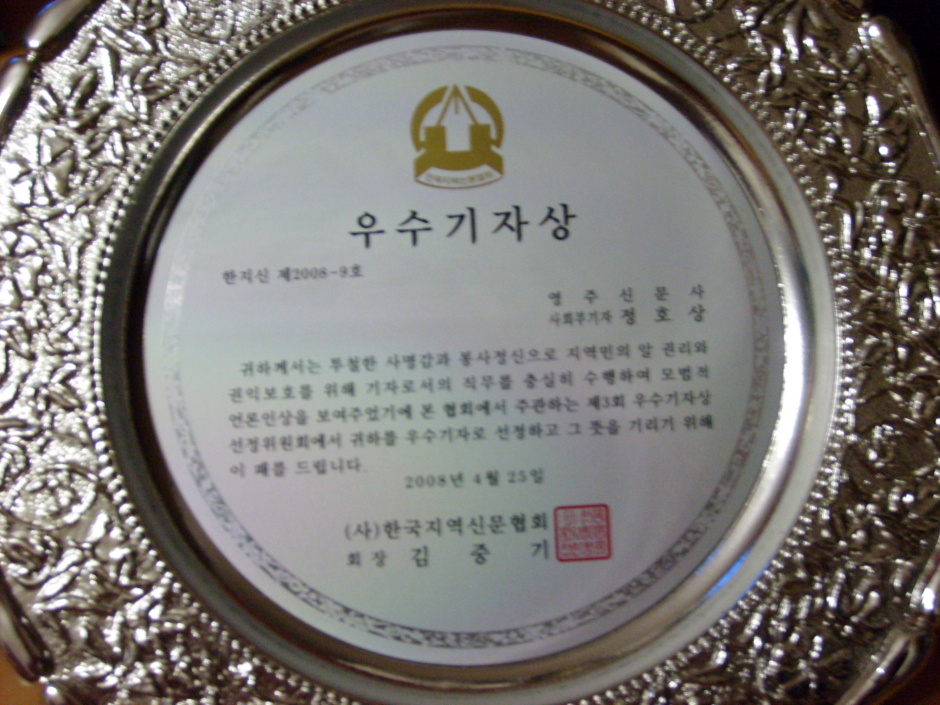 우수기자상
한지신 제2008-9호
영주신문사
사회부기자 정호상
귀하께서는 투철한 사명감과 봉사정신으로 지역민의 알 권리와
권익보호를 위해 기자로서의 직무를 충실히 수행하여 모범적
언론인상을 보여주었기에 본 협회에서 주관하는 제3회 우수기자상
선정위원회에서 귀하를 우수기자로 선정하고 그 뜻을 기리기 위해
이 패를 드립니다.
2008년 4월 25일
(사)한국지역신문협회
회장 김중기